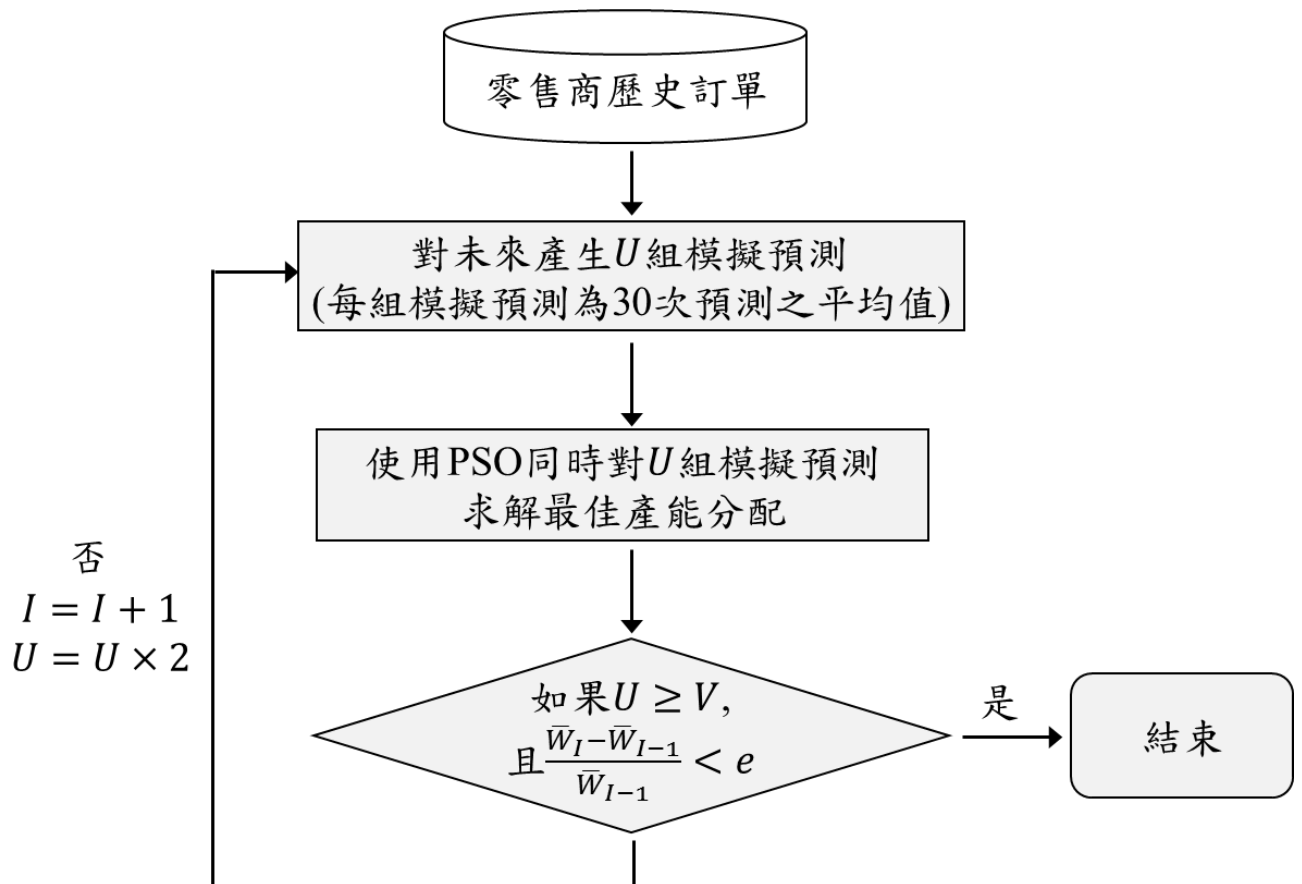 零售商歷史訂單
對未來產生U組模擬預測
(每組模擬預測為30次預測之平均值)
使用PSO同時對U組模擬預測
求解最佳產能分配
否
I = I + 1
U = U × 2
如果U ≥ V,
且(W̄_I − W̄_{I−1})/W̄_{I−1} < e
是
結束